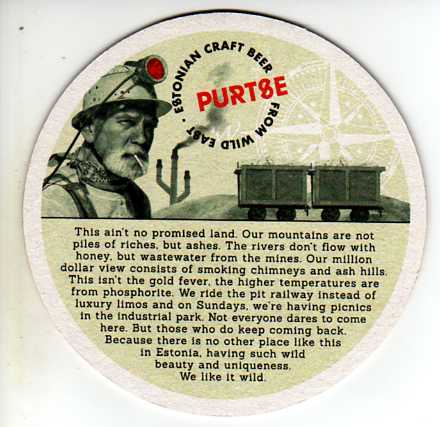 • ESTONIAN CRAFT BEER
PURTSE
FROM WILD EAST
This ain't no promised land. Our mountains are not
piles of riches, but ashes. The rivers don't flow with
honey, but wastewater from the mines. Our million
dollar view consists of smoking chimneys and ash hills.
This isn't the gold fever, the higher temperatures are
from phosphorite. We ride the pit railway instead of
luxury limos and on Sundays, we're having picnics
in the industrial park. Not everyone dares to come
here. But those who do keep coming back.
Because there is no other place like this
in Estonia, having such wild
beauty and uniqueness.
We like it wild.